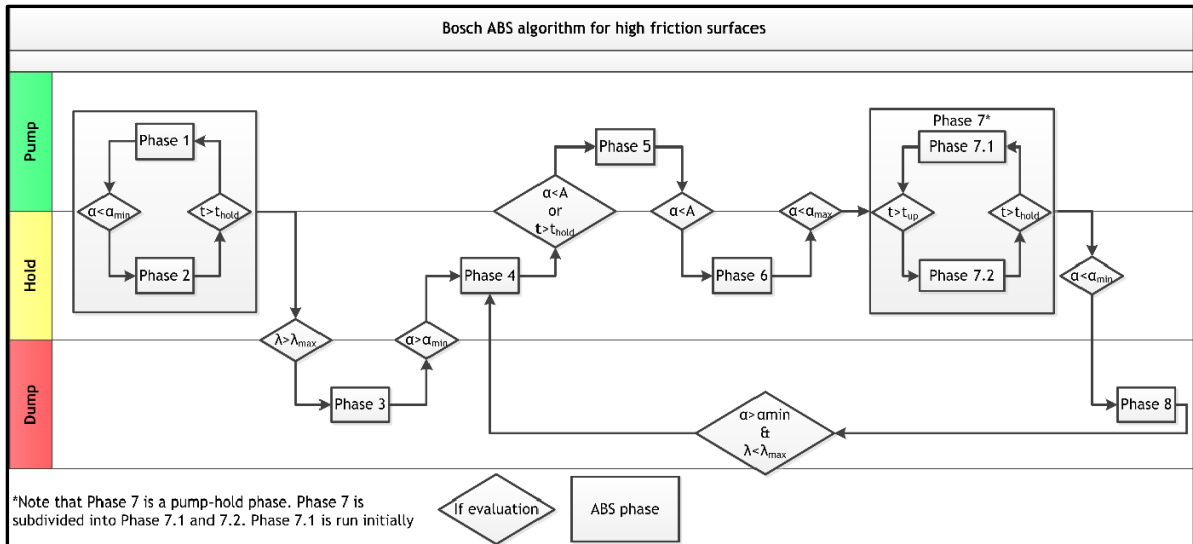 Bosch ABS algorithm for high friction surfaces
Pump
Phase 1
α<αmin
t>thold
Phase 2
Hold
λ>λmax
Dump
Phase 3
α>αmin
Phase 4
α<A
or
t>thold
Phase 5
α<A
Phase 6
α<αmax
Phase 7*
Phase 7.1
t>tup
t>thold
Phase 7.2
α<αmin
Phase 8
α>αmin
&
λ<λmax
*Note that Phase 7 is a pump-hold phase. Phase 7 is
subdivided into Phase 7.1 and 7.2. Phase 7.1 is run initially
If evaluation
ABS phase